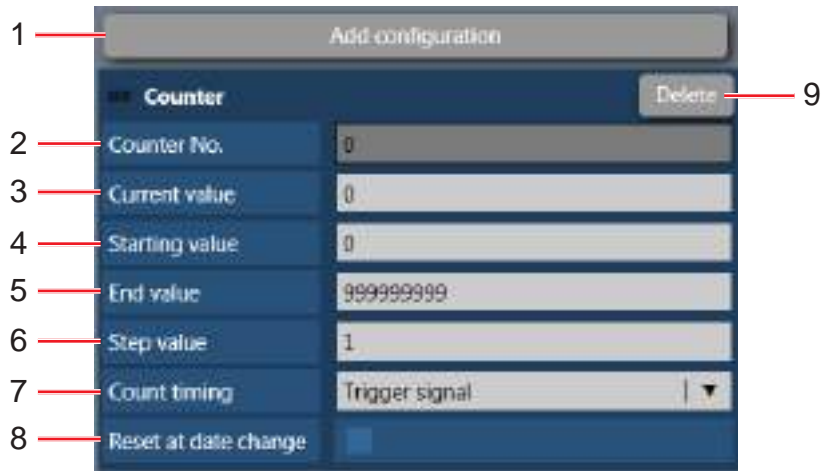 1 Add configuration
Counter Delete 9
2 Counter No. 0
3 Current value 0
4 Starting value 0
5 End value 999999999
6 Step value 1
7 Count timing Trigger signal
8 Reset at date change